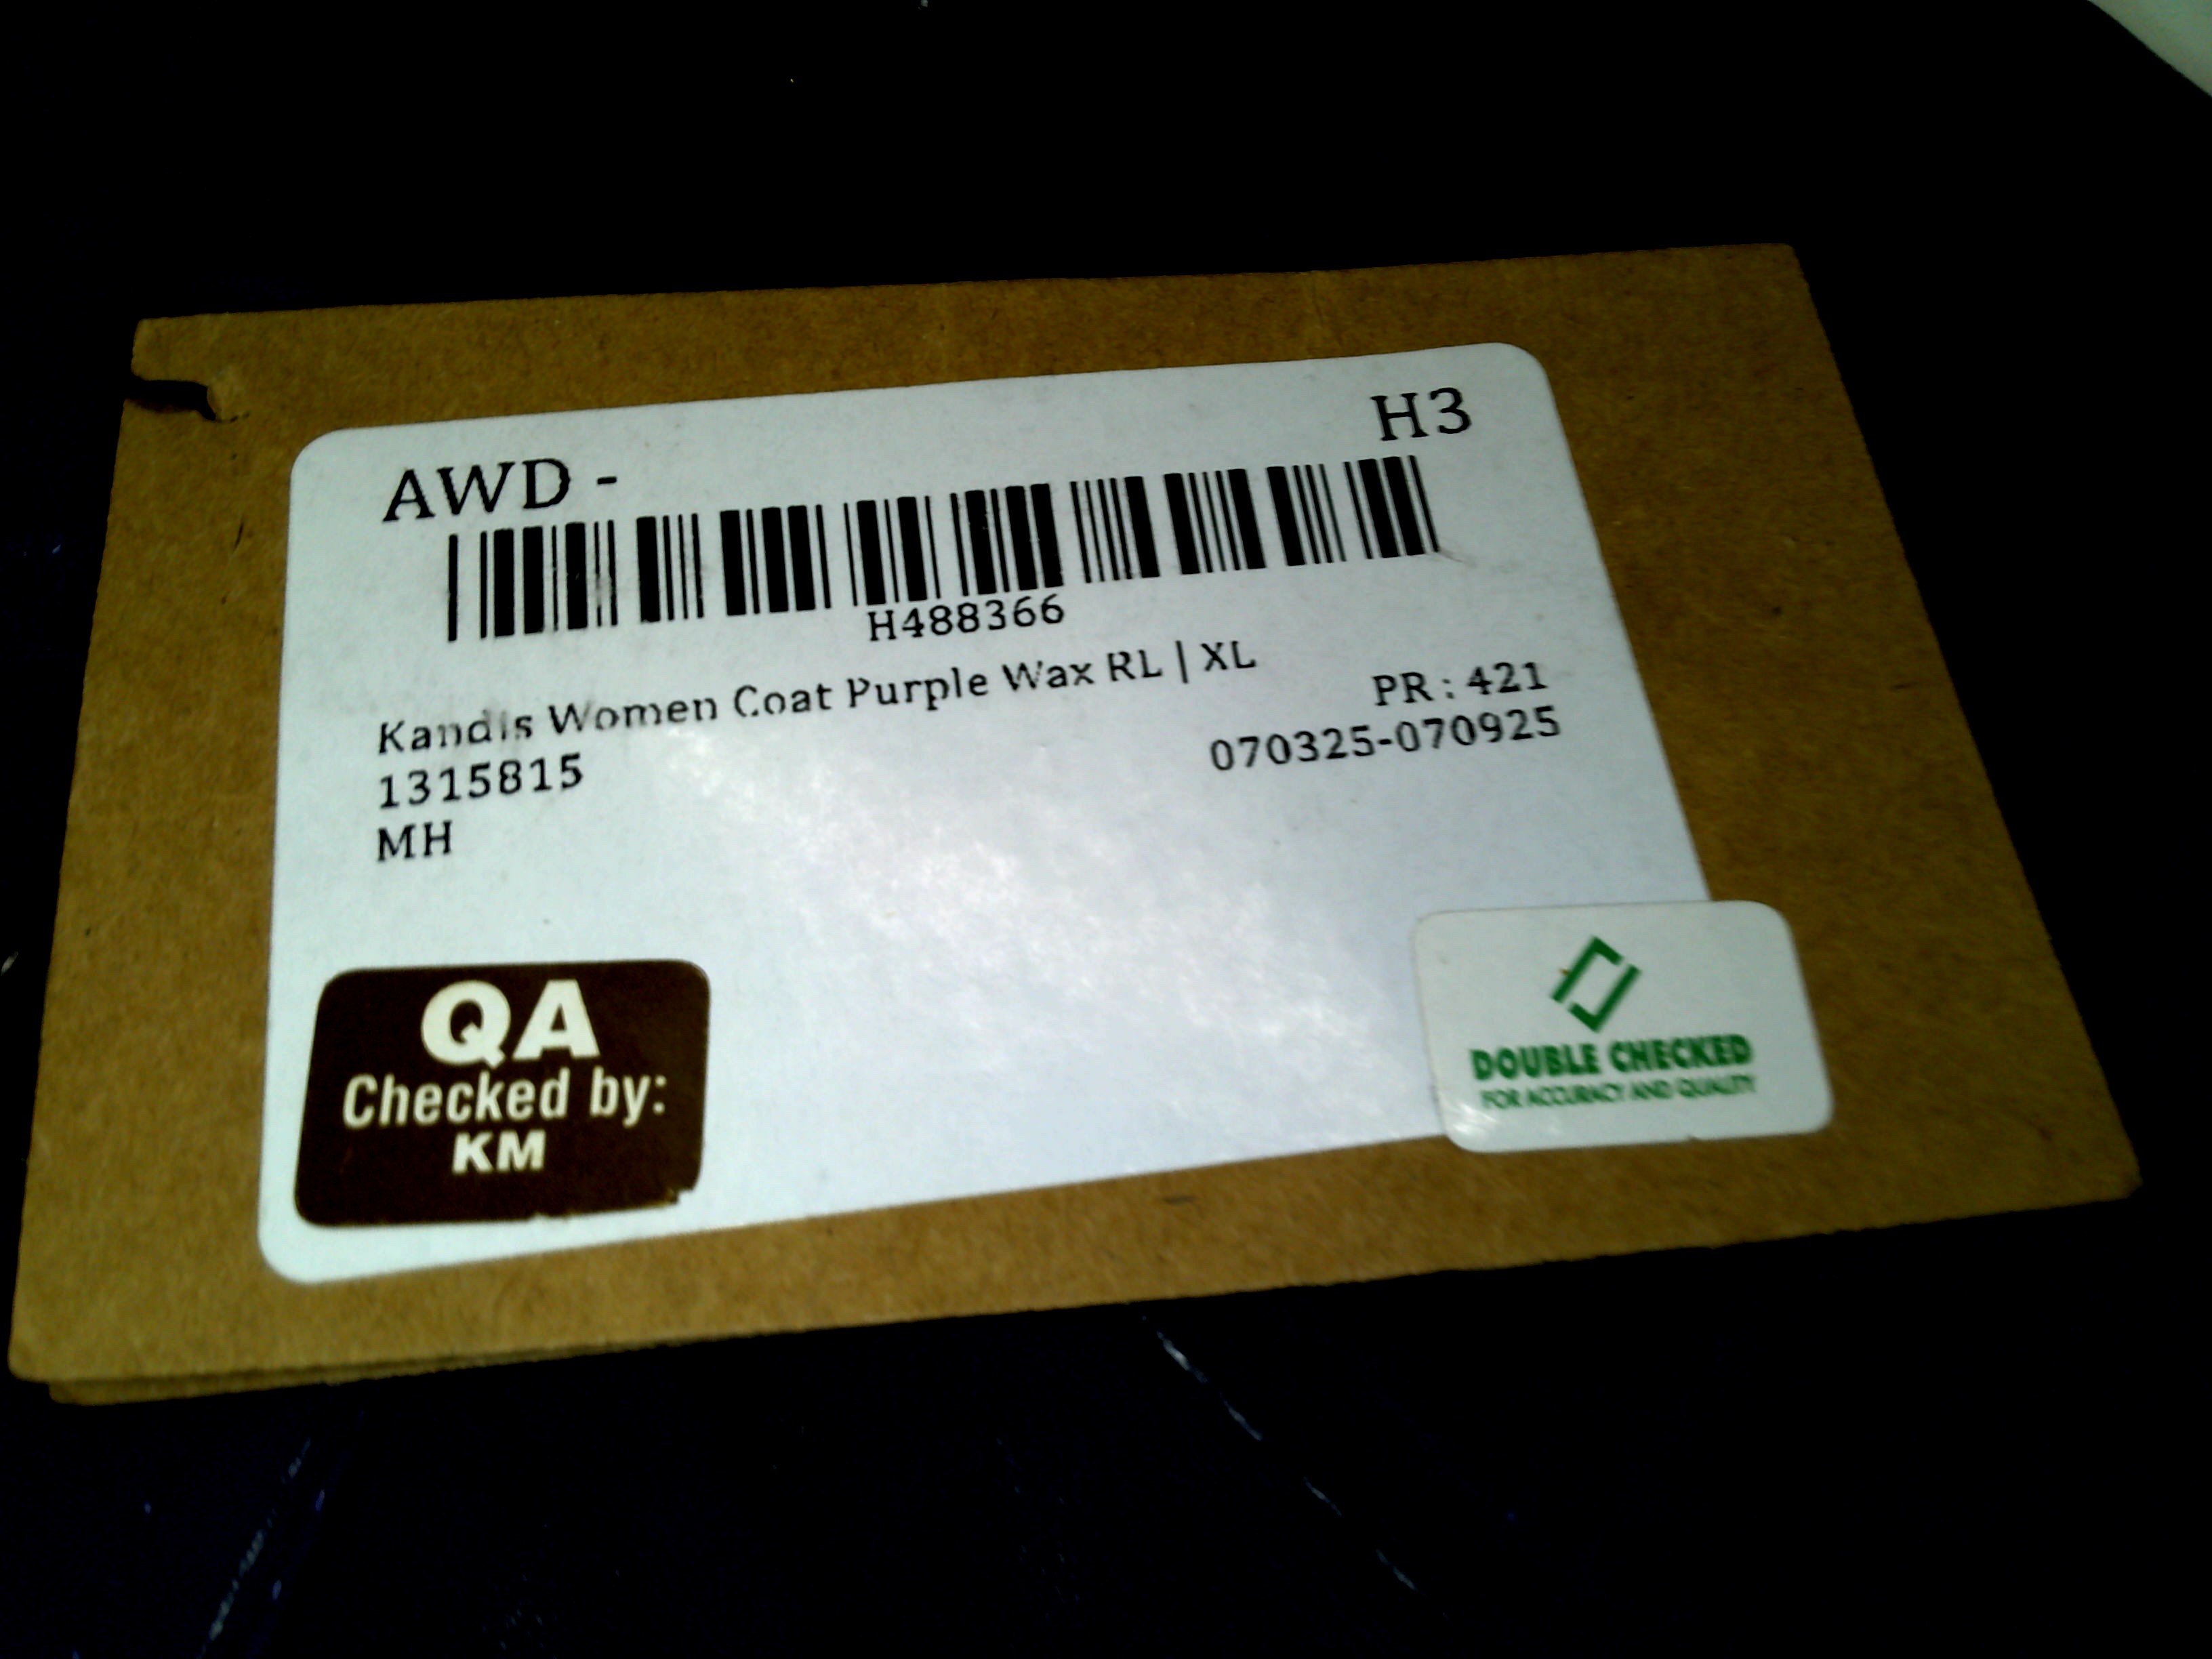 AWD - H3
H488366
Kandis Women Coat Purple Wax RL | XL
PR : 421
1315815 070325-070925
MH
QA
Checked by:
KM
DOUBLE CHECKED
FOR ACCURACY AND QUALITY